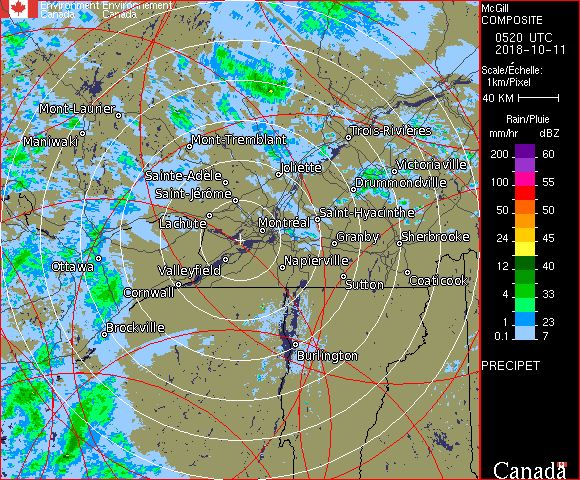 Environment Environnement
Canada Canada
McGill
COMPOSITE
0520 UTC
2018-10-11
Scale/Échelle:
1km/Pixel
40 KM
Rain/Pluie
mm/hr dBZ
200 60
100 55
50 50
24 45
12 40
4 33
1 23
0.1 7
PRECIPET
Canada
Mont-Laurier
Maniwaki
Mont-Tremblant
Trois-Rivières
Joliette
Victoriaville
Sainte-Adèle
Drummondville
Saint-Jérôme
Saint-Hyacinthe
Lachute
Montréal
Granby
Sherbrooke
Ottawa
Valleyfield
Napierville
Cornwall
Sutton
Coaticook
Brockville
Burlington